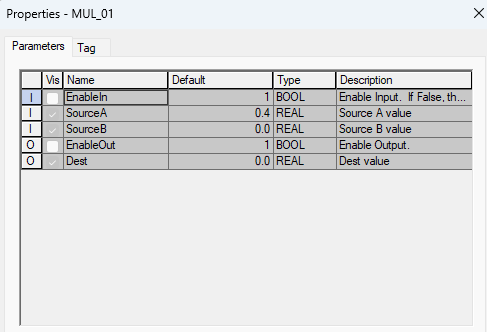 Properties - MUL_01
Parameters Tag
Vis Name Default Type Description
I EnableIn 1 BOOL Enable Input. If False, th...
I SourceA 0.4 REAL Source A value
I SourceB 0.0 REAL Source B value
O EnableOut 1 BOOL Enable Output.
O Dest 0.0 REAL Dest value